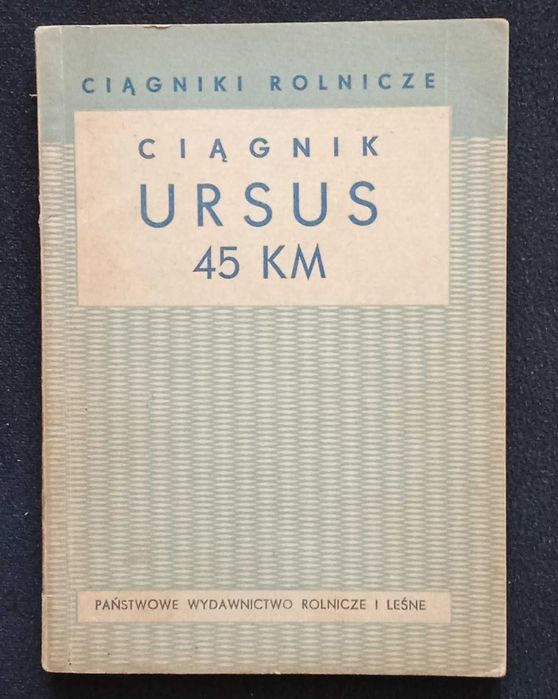 CIĄGNIKI ROLNICZE
CIĄGNIK
URSUS
45 KM
PAŃSTWOWE WYDAWNICTWO ROLNICZE I LEŚNE